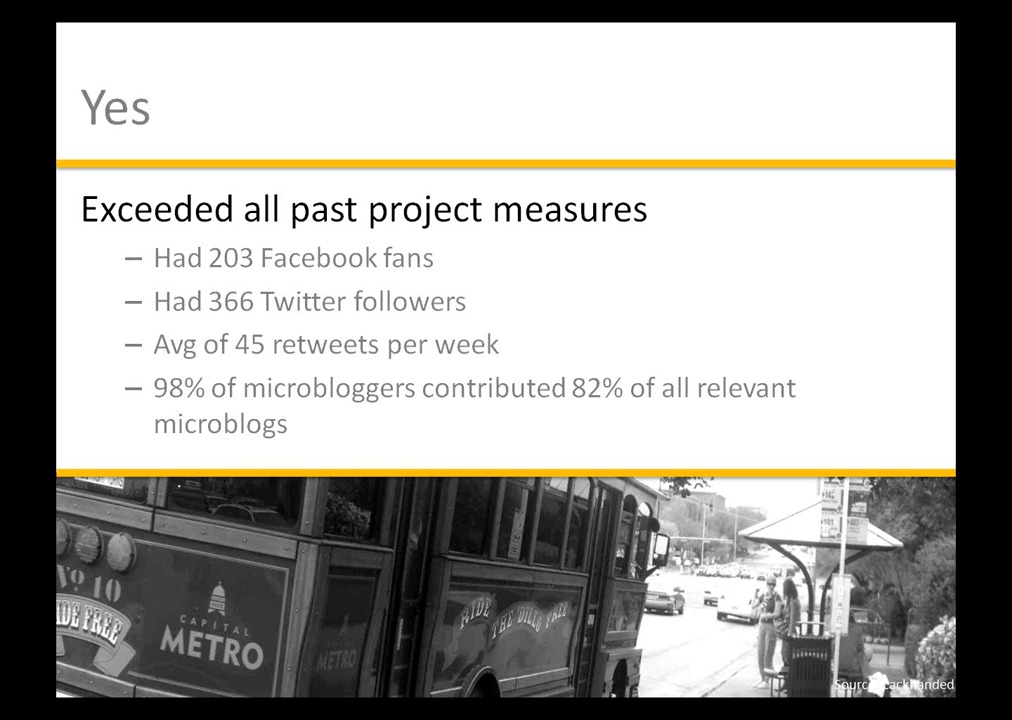 Yes
Exceeded all past project measures
– Had 203 Facebook fans
– Had 366 Twitter followers
– Avg of 45 retweets per week
– 98% of microbloggers contributed 82% of all relevant
microblogs
Nº 10
RIDE FREE
CAPITAL
METRO
METRO
RIDE THE DILLO FREE